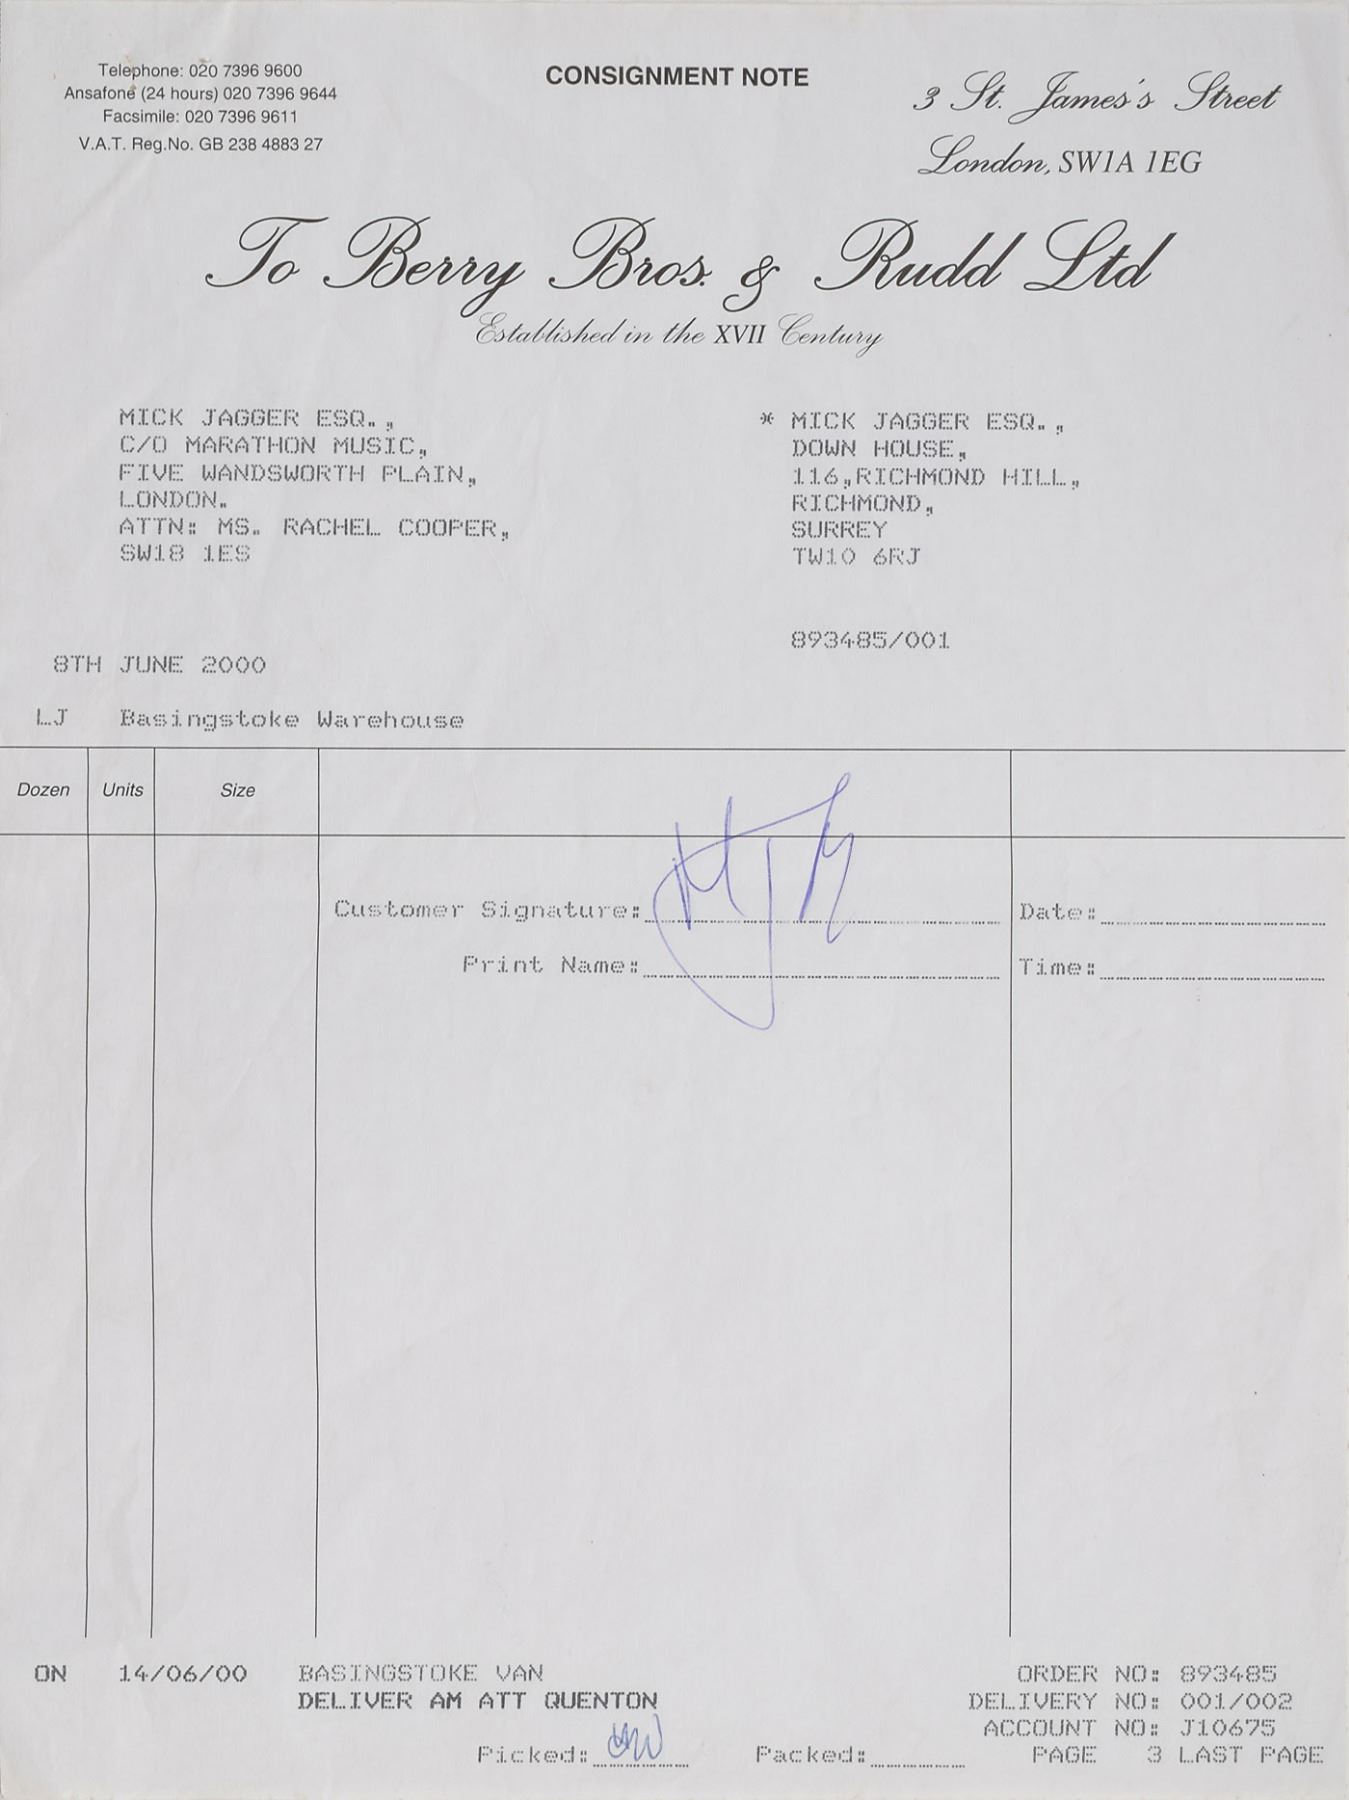 Telephone: 020 7396 9600
Ansafone (24 hours) 020 7396 9644
Facsimile: 020 7396 9611
V.A.T. Reg.No. GB 238 4883 27
CONSIGNMENT NOTE
3 St. James's Street
London, SW1A 1EG
To Berry Bros. & Rudd Ltd
Established in the XVII Century
MICK JAGGER ESQ.,
C/O MARATHON MUSIC,
FIVE WANDSWORTH PLAIN,
LONDON.
ATTN: MS. RACHEL COOPER,
SW18 1ES
* MICK JAGGER ESQ.,
DOWN HOUSE,
116,RICHMOND HILL,
RICHMOND,
SURREY
TW10 6RJ
893485/001
8TH JUNE 2000
LJ Basingstoke Warehouse
Dozen Units Size
Customer Signature: Date:
Print Name: Time:
ON 14/06/00 BASINGSTOKE VAN
DELIVER AM ATT QUENTON
Picked: Packed:
ORDER NO: 893485
DELIVERY NO: 001/002
ACCOUNT NO: J10675
PAGE 3 LAST PAGE